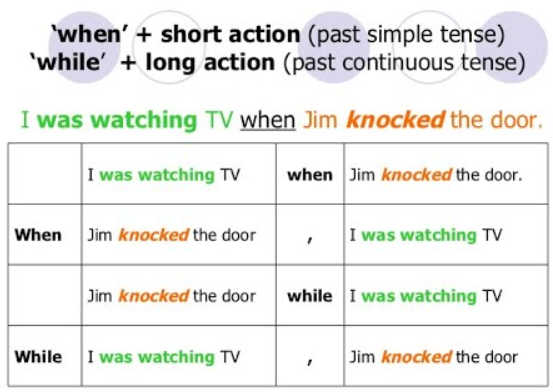 ‘when’ + short action (past simple tense)
‘while’ + long action (past continuous tense)
I was watching TV when Jim knocked the door.
I was watching TV when Jim knocked the door.
When Jim knocked the door , I was watching TV
Jim knocked the door while I was watching TV
While I was watching TV , Jim knocked the door